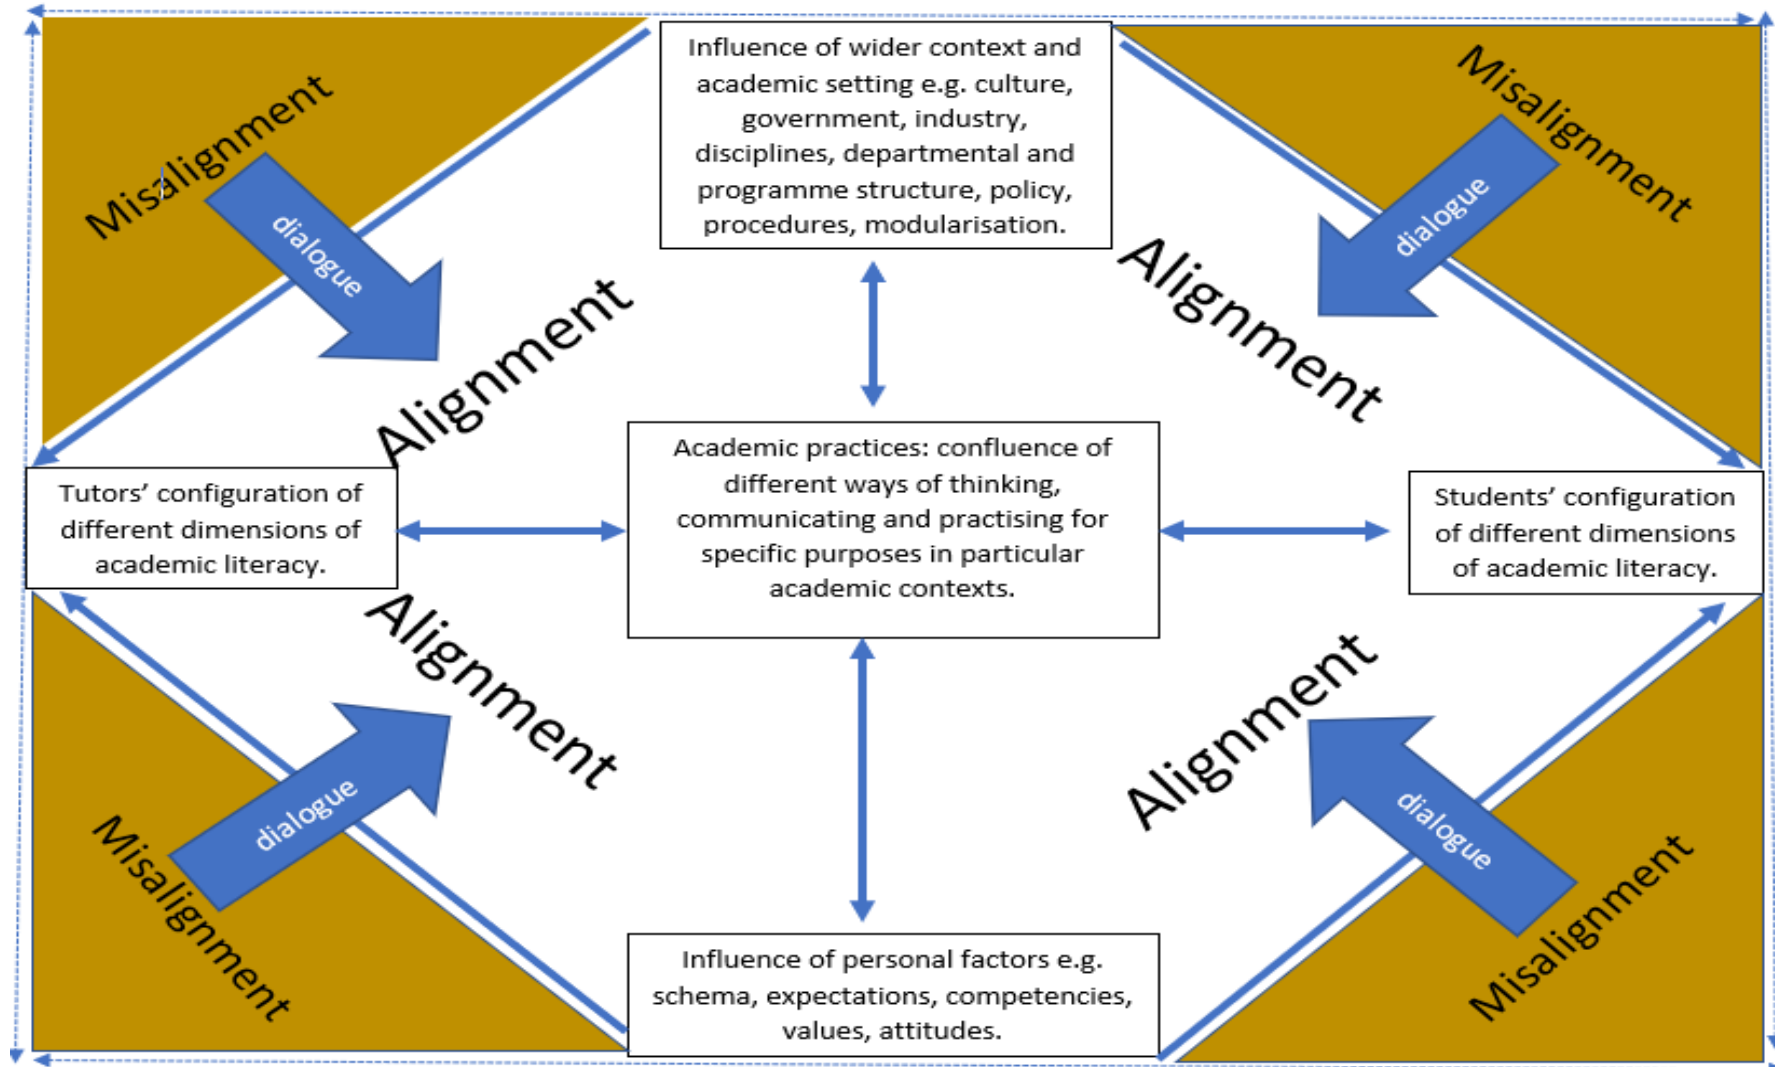 Influence of wider context and
academic setting e.g. culture,
government, industry,
disciplines, departmental and
programme structure, policy,
procedures, modularisation.
Misalignment
Misalignment
dialogue
dialogue
Alignment
Alignment
Tutors’ configuration of
different dimensions of
academic literacy.
Academic practices: confluence of
different ways of thinking,
communicating and practising for
specific purposes in particular
academic contexts.
Students’ configuration
of different dimensions
of academic literacy.
Alignment
Alignment
dialogue
dialogue
Misalignment
Misalignment
Influence of personal factors e.g.
schema, expectations, competencies,
values, attitudes.